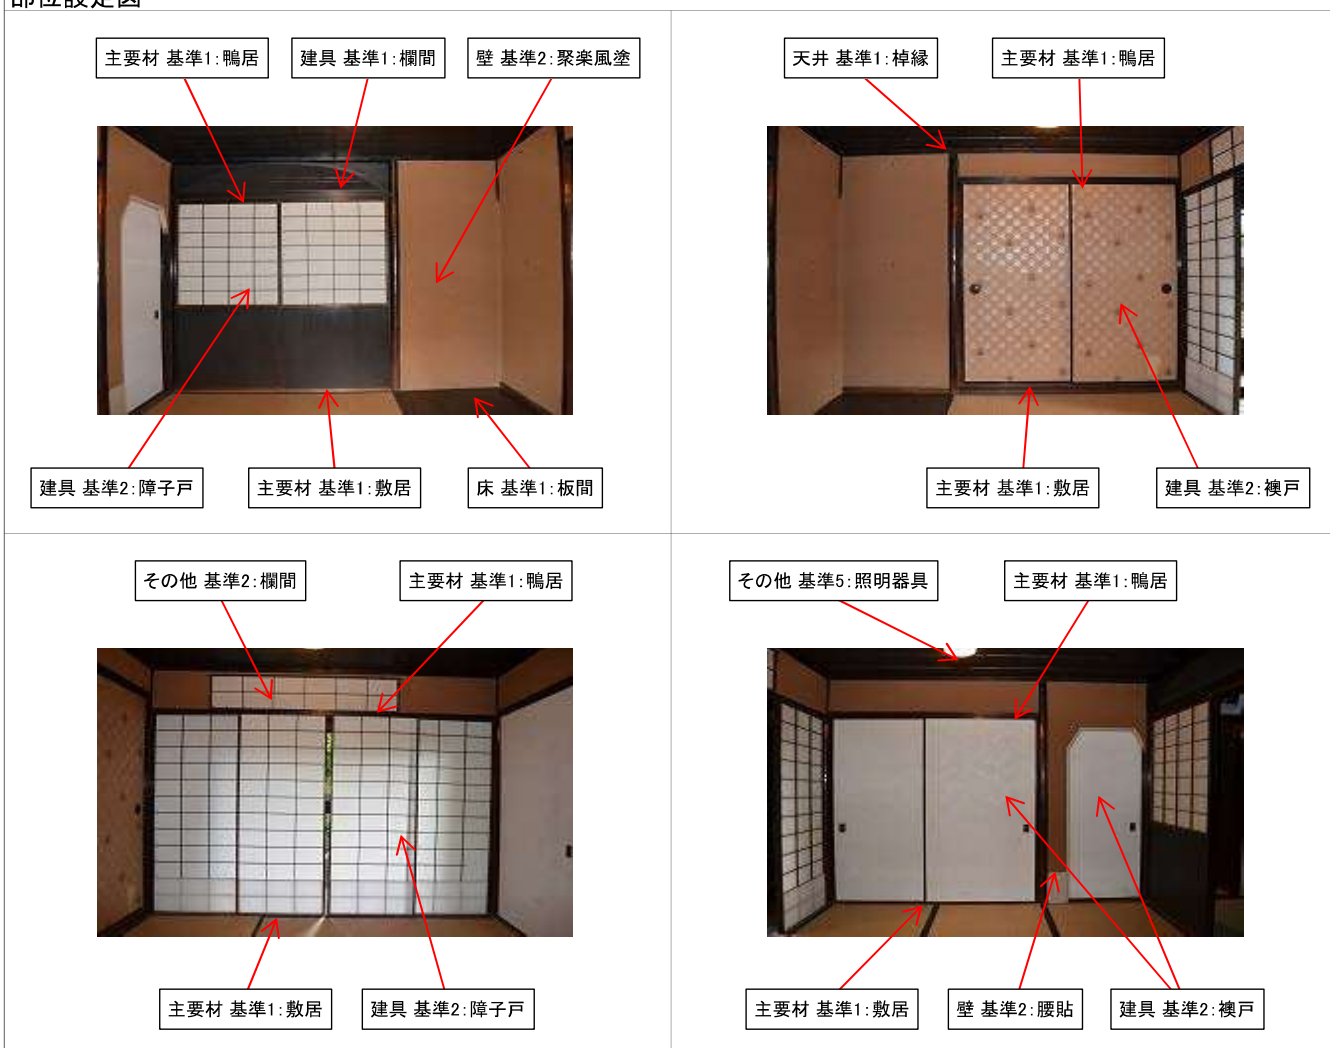 部位設定図
主要材 基準1:鴨居
建具 基準1:欄間
壁 基準2:聚楽風塗
天井 基準1:棹縁
主要材 基準1:鴨居
建具 基準2:障子戸
主要材 基準1:敷居
床 基準1:板間
主要材 基準1:敷居
建具 基準2:襖戸
その他 基準2:欄間
主要材 基準1:鴨居
その他 基準5:照明器具
主要材 基準1:鴨居
主要材 基準1:敷居
建具 基準2:障子戸
主要材 基準1:敷居
壁 基準2:腰貼
建具 基準2:襖戸